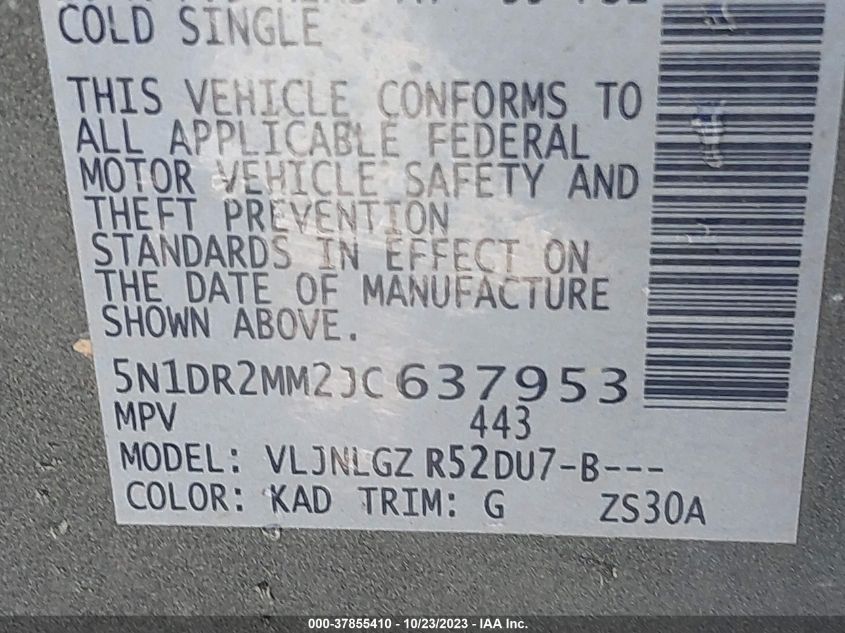 COLD SINGLE
THIS VEHICLE CONFORMS TO
ALL APPLICABLE FEDERAL
MOTOR VEHICLE SAFETY AND
THEFT PREVENTION
STANDARDS IN EFFECT ON
THE DATE OF MANUFACTURE
SHOWN ABOVE.
5N1DR2MM2JC637953
MPV 443
MODEL: VLJNLGZ R52DU7-B---
COLOR: KAD TRIM: G ZS30A
000-37855410 - 10/23/2023 - IAA Inc.